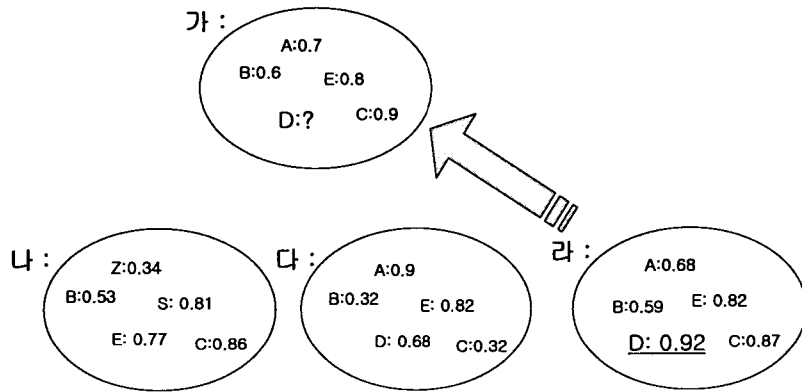 가 :
A:0.7
B:0.6 E:0.8
D:? C:0.9
나 : 다 : 라 :
Z:0.34
B:0.53 S: 0.81
E: 0.77 C:0.86
A:0.9
B:0.32 E: 0.82
D: 0.68 C:0.32
A:0.68
B:0.59 E: 0.82
D: 0.92 C:0.87